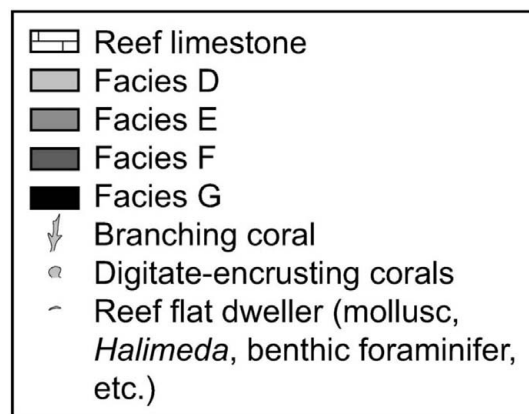 Reef limestone
Facies D
Facies E
Facies F
Facies G
Branching coral
Digitate-encrusting corals
Reef flat dweller (mollusc,
Halimeda, benthic foraminifer,
etc.)